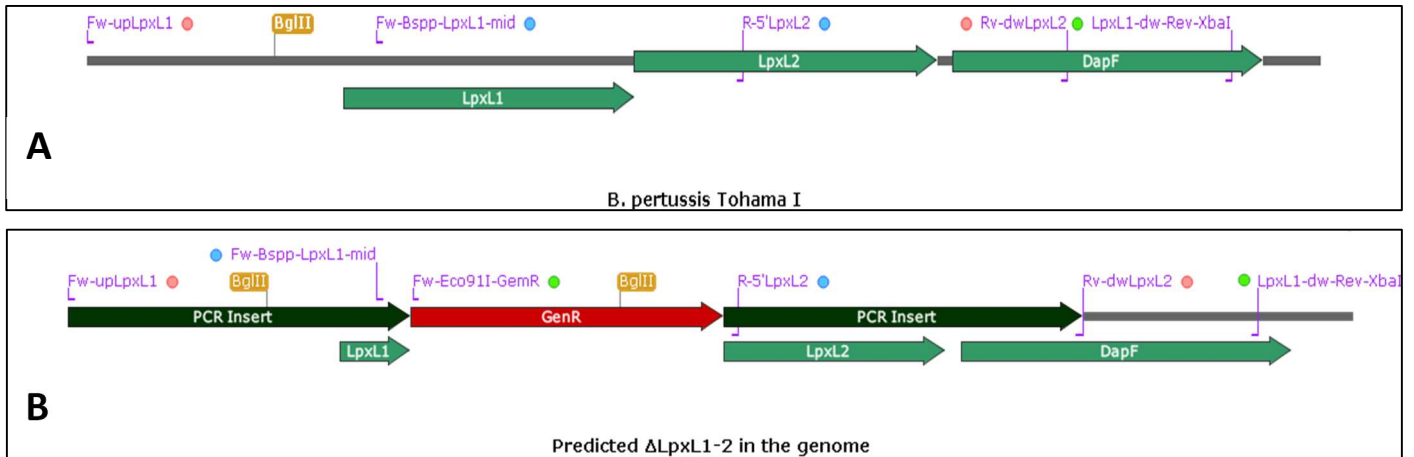 Fw-upLpxL1 BglII Fw-Bspp-LpxL1-mid R-5'LpxL2 Rv-dwLpxL2 LpxL1-dw-Rev-XbaI
LpxL2 DapF
LpxL1
A
B. pertussis Tohama I
Fw-Bspp-LpxL1-mid
Fw-upLpxL1 BglII Fw-Eco91I-GemR BglII R-5'LpxL2 Rv-dwLpxL2 LpxL1-dw-Rev-XbaI
PCR Insert GenR PCR Insert
LpxL1 LpxL2 DapF
B
Predicted ΔLpxL1-2 in the genome